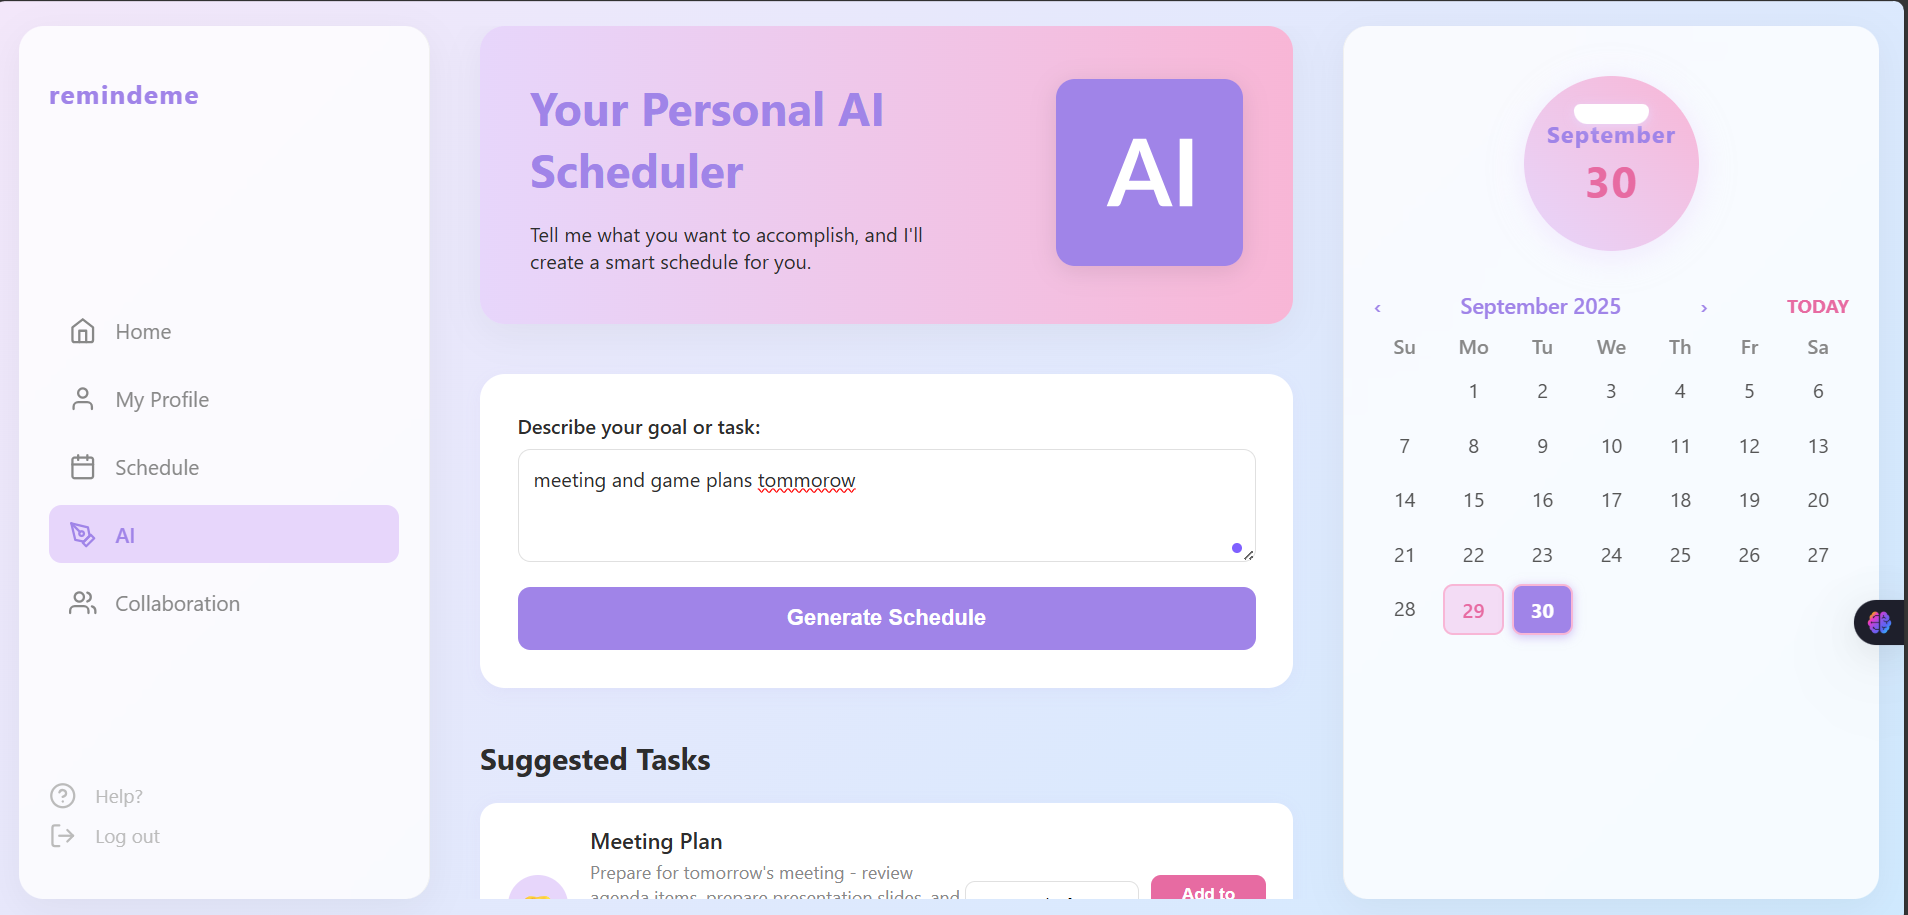 remindeme
Home
My Profile
Schedule
AI
Collaboration
Help?
Log out
Your Personal AI
Scheduler
Tell me what you want to accomplish, and I'll
create a smart schedule for you.
AI
Describe your goal or task:
meeting and game plans tommorow
Generate Schedule
Suggested Tasks
Meeting Plan
Prepare for tomorrow's meeting - review
agenda items, prepare presentation slides, and
Add to
September
30
‹ September 2025 › TODAY
Su Mo Tu We Th Fr Sa
1 2 3 4 5 6
7 8 9 10 11 12 13
14 15 16 17 18 19 20
21 22 23 24 25 26 27
28 29 30